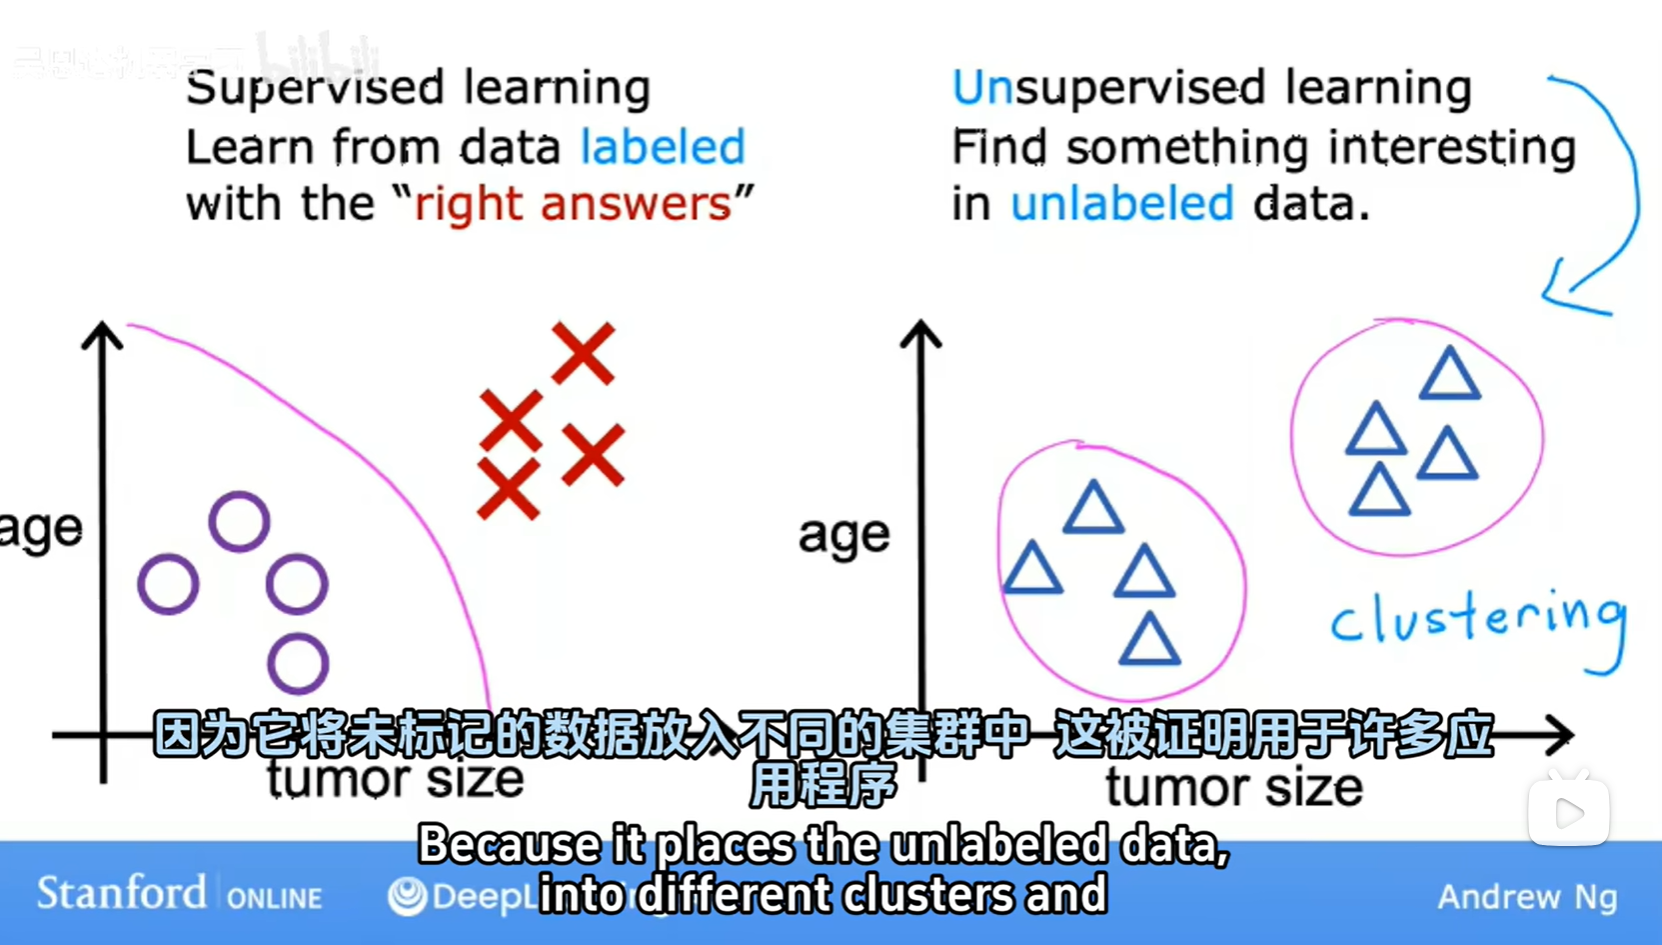 bilibili
Supervised learning
Learn from data labeled
with the “right answers”
Unsupervised learning
Find something interesting
in unlabeled data.
age
tumor size
age
clustering
tumor size
因为它将未标记的数据放入不同的集群中 这被证明用于许多应
用程序
Because it places the unlabeled data,
into different clusters and
Stanford ONLINE
DeepL
Andrew Ng